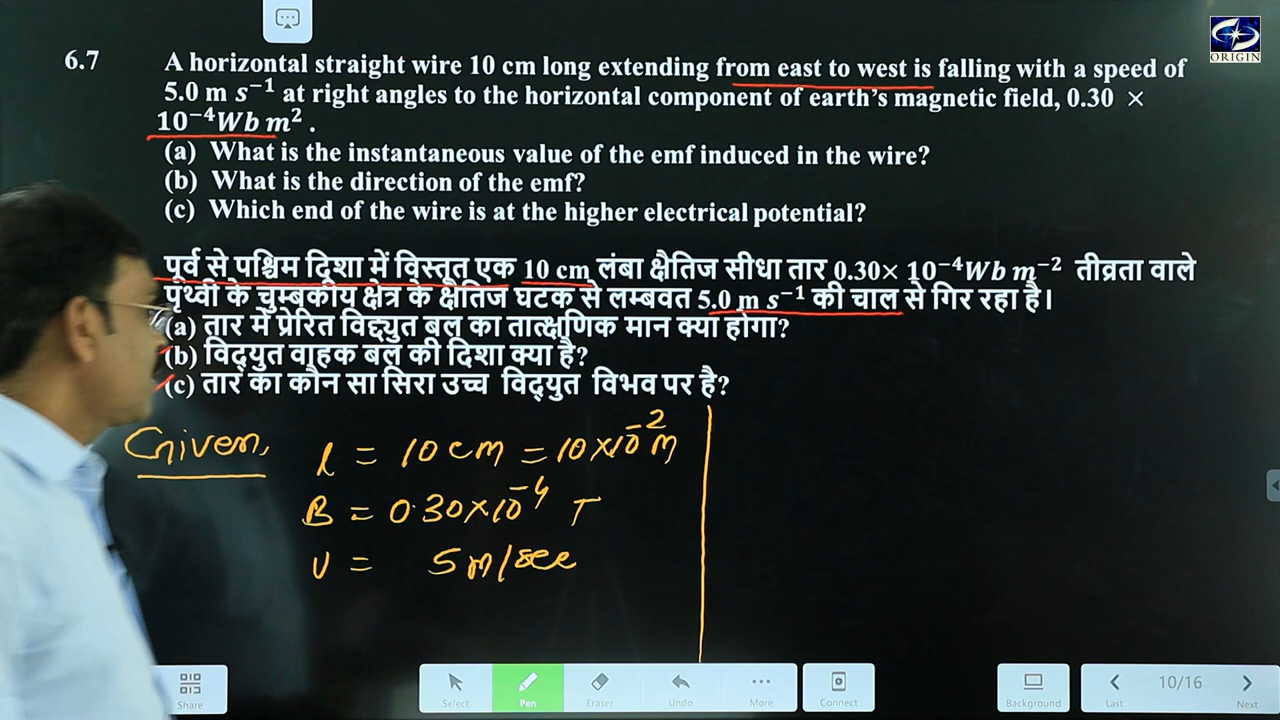 ORIGIN
6.7 A horizontal straight wire 10 cm long extending from east to west is falling with a speed of
5.0 m s⁻¹ at right angles to the horizontal component of earth's magnetic field, 0.30 ×
10⁻⁴Wb m² .
(a) What is the instantaneous value of the emf induced in the wire?
(b) What is the direction of the emf?
(c) Which end of the wire is at the higher electrical potential?
पूर्व से पश्चिम दिशा में विस्तृत एक 10 cm लंबा क्षैतिज सीधा तार 0.30× 10⁻⁴Wb m⁻² तीव्रता वाले
पृथ्वी के चुम्बकीय क्षेत्र के क्षैतिज घटक से लम्बवत 5.0 m s⁻¹ की चाल से गिर रहा है।
(a) तार में प्रेरित विद्युत बल का तात्क्षणिक मान क्या होगा?
(b) विद्युत वाहक बल की दिशा क्या है?
(c) तार का कौन सा सिरा उच्च विद्युत विभव पर है?
Given, l = 10 cm = 10×10⁻² m
B = 0.30×10⁻⁴ T
v = 5 m/sec
Share Select Pen Eraser Undo More Connect Background Last 10/16 Next